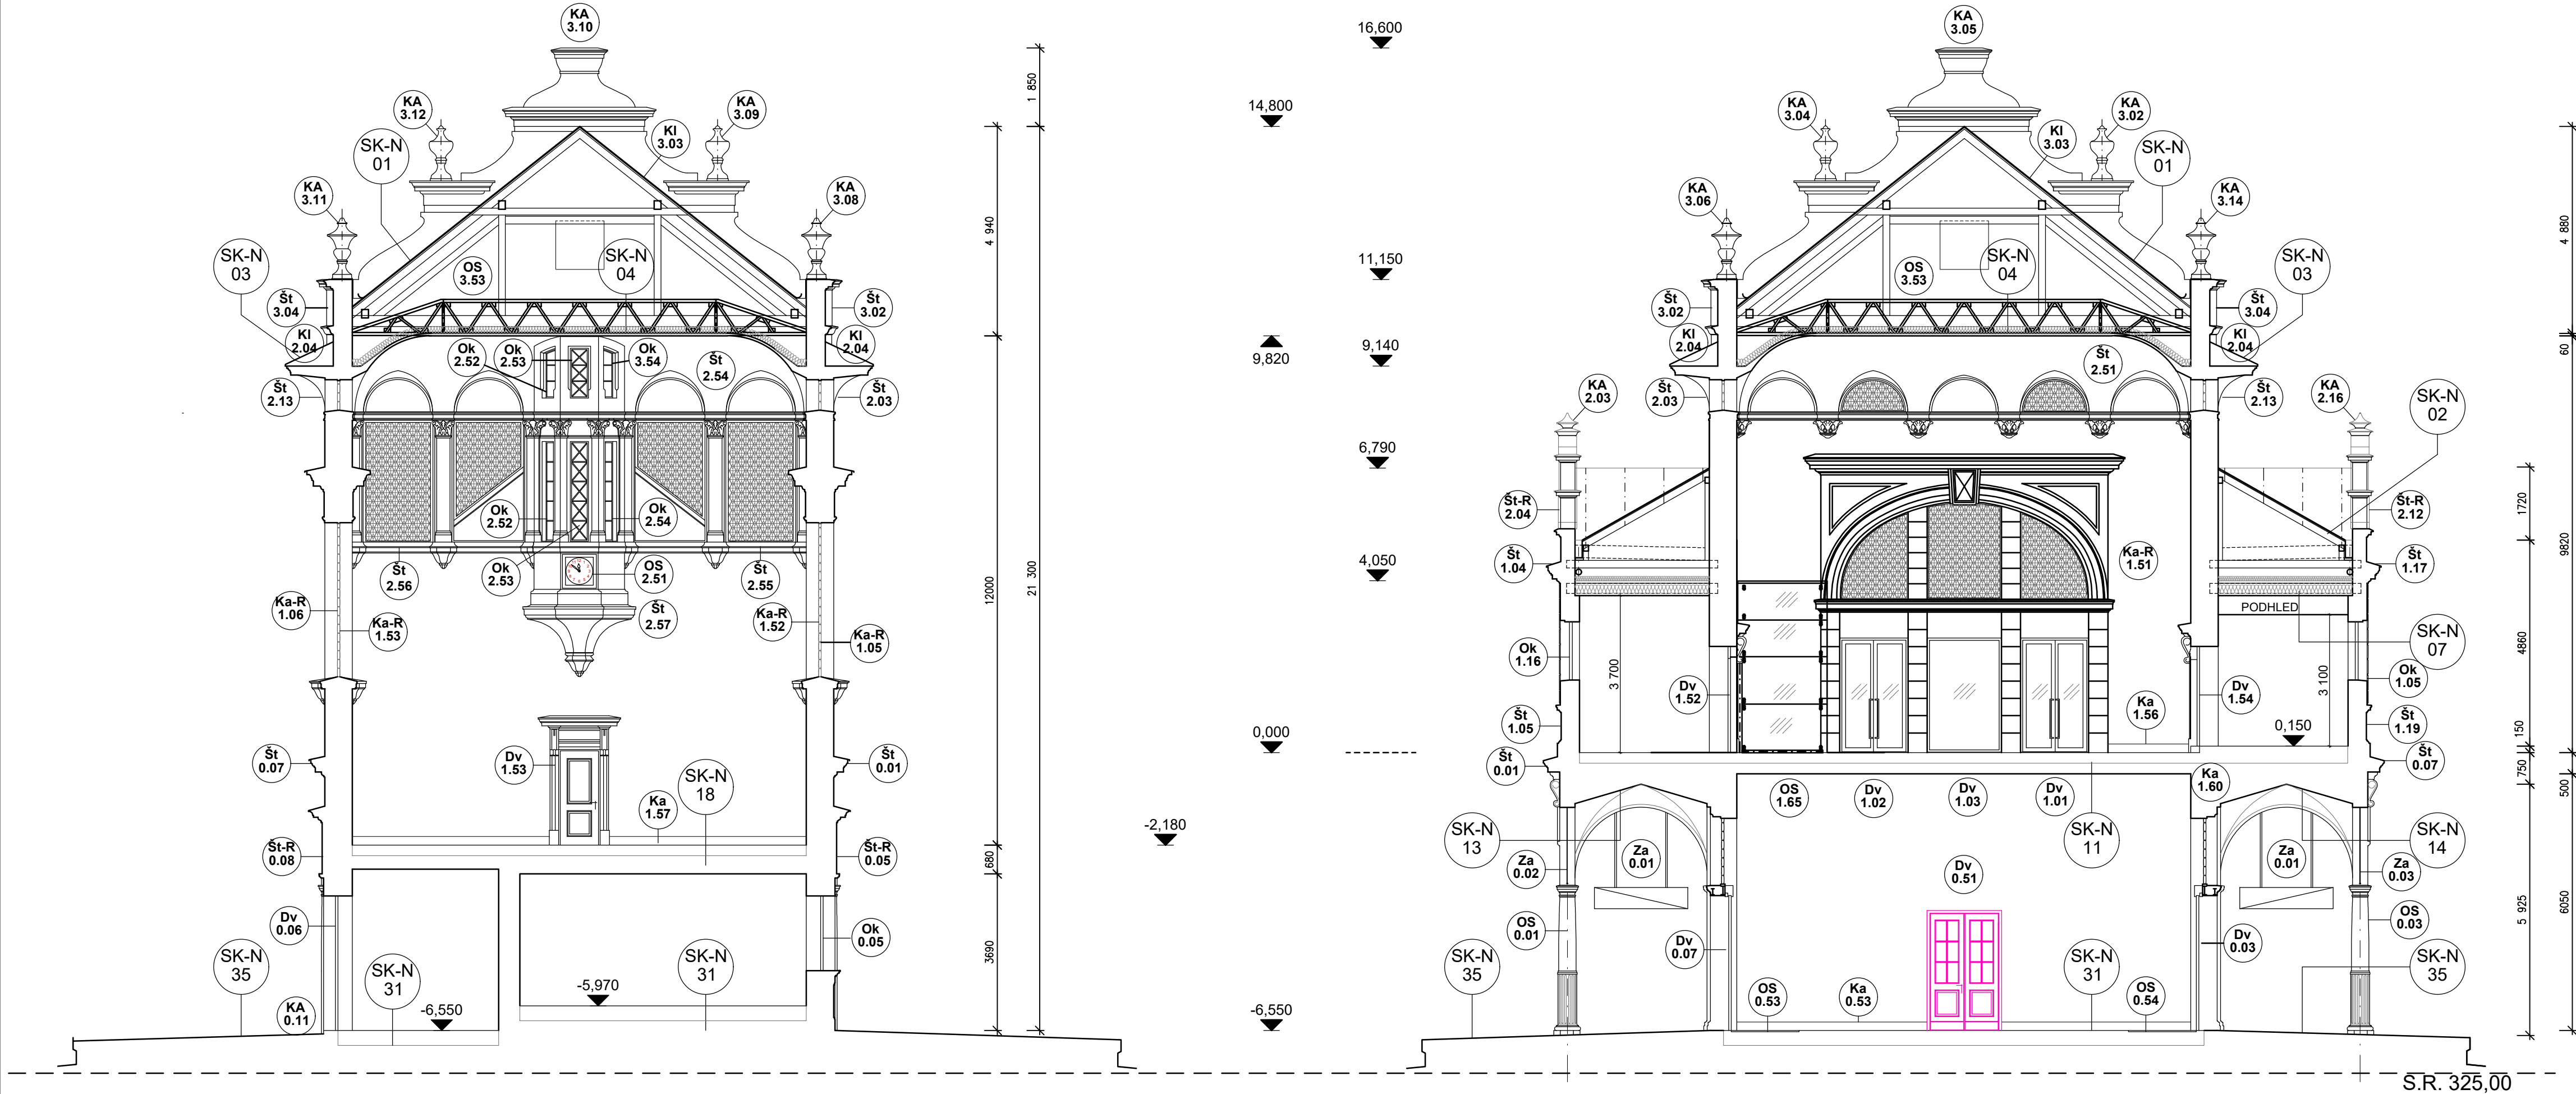 KA
3.10
KA
3.12
KA
3.09
Kl
3.03
SK-N
01
KA
3.11
KA
3.08
SK-N
03
OS
3.53
SK-N
04
Št
3.04
Št
3.02
Kl
2.04
Kl
2.04
Ok
2.52
Ok
2.53
Ok
3.54
Št
2.54
Št
2.13
Št
2.03
Ok
2.52
Ok
2.54
Št
2.56
Ok
2.53
OS
2.51
Št
2.55
Ka-R
1.06
Ka-R
1.53
Št
2.57
Ka-R
1.52
Ka-R
1.05
Št
0.07
Dv
1.53
SK-N
18
Št
0.01
Ka
1.57
Št-R
0.08
Št-R
0.05
Dv
0.06
Ok
0.05
SK-N
35
SK-N
31
SK-N
31
KA
0.11
-6,550
-5,970
1 850
4 940
12000
21 300
680
3690
16,600
14,800
11,150
9,820
9,140
6,790
4,050
0,000
-2,180
-6,550
KA
3.05
KA
3.04
KA
3.02
Kl
3.03
SK-N
01
KA
3.06
KA
3.14
OS
3.53
SK-N
04
SK-N
03
Št
3.02
Št
3.04
Kl
2.04
Kl
2.04
Št
2.51
KA
2.03
Št
2.03
Št
2.13
KA
2.16
SK-N
02
Št-R
2.04
Št-R
2.12
Št
1.04
Ka-R
1.51
Št
1.17
PODHLED
Ok
1.16
3 700
Dv
1.52
Dv
1.54
3 100
SK-N
07
Ok
1.05
Ka
1.56
Št
1.05
0,150
Št
1.19
Št
0.01
Št
0.07
OS
1.65
Dv
1.02
Dv
1.03
Dv
1.01
Ka
1.60
SK-N
13
Za
0.01
SK-N
11
Za
0.01
SK-N
14
Za
0.02
Dv
0.51
Za
0.03
OS
0.01
OS
0.03
Dv
0.07
Dv
0.03
SK-N
35
SK-N
31
SK-N
35
OS
0.53
Ka
0.53
OS
0.54
1720
4860
150
750
5 925
4 880
60
9820
500
6050
S.R. 325,00